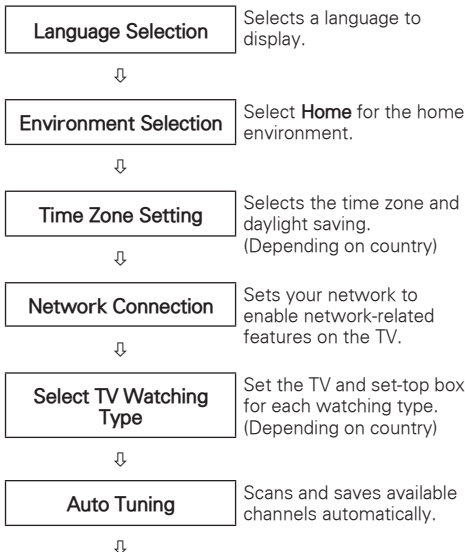 Language Selection
Selects a language to
display.
⇩
Environment Selection
Select Home for the home
environment.
⇩
Time Zone Setting
Selects the time zone and
daylight saving.
(Depending on country)
⇩
Network Connection
Sets your network to
enable network-related
features on the TV.
⇩
Select TV Watching
Type
Set the TV and set-top box
for each watching type.
(Depending on country)
⇩
Auto Tuning
Scans and saves available
channels automatically.
⇩